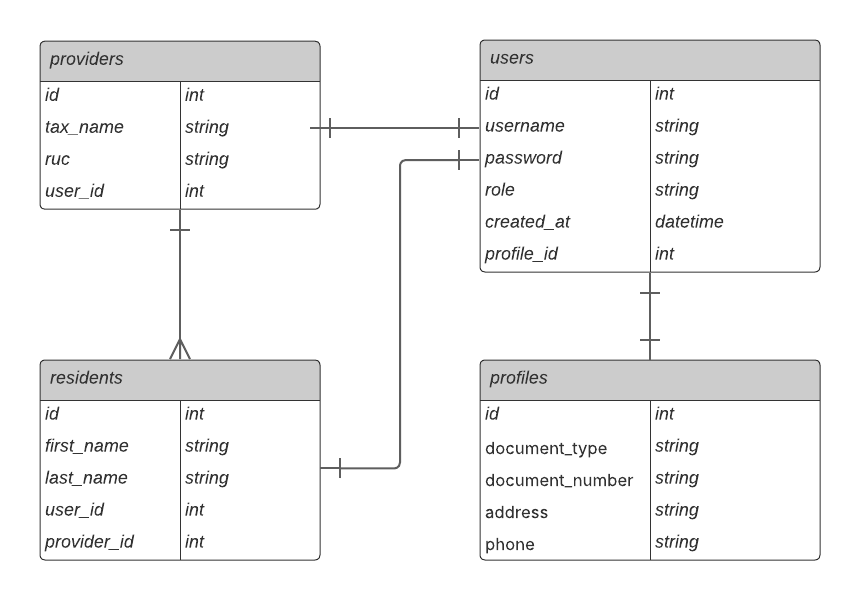 providers
id int
tax_name string
ruc string
user_id int
users
id int
username string
password string
role string
created_at datetime
profile_id int
residents
id int
first_name string
last_name string
user_id int
provider_id int
profiles
id int
document_type string
document_number string
address string
phone string